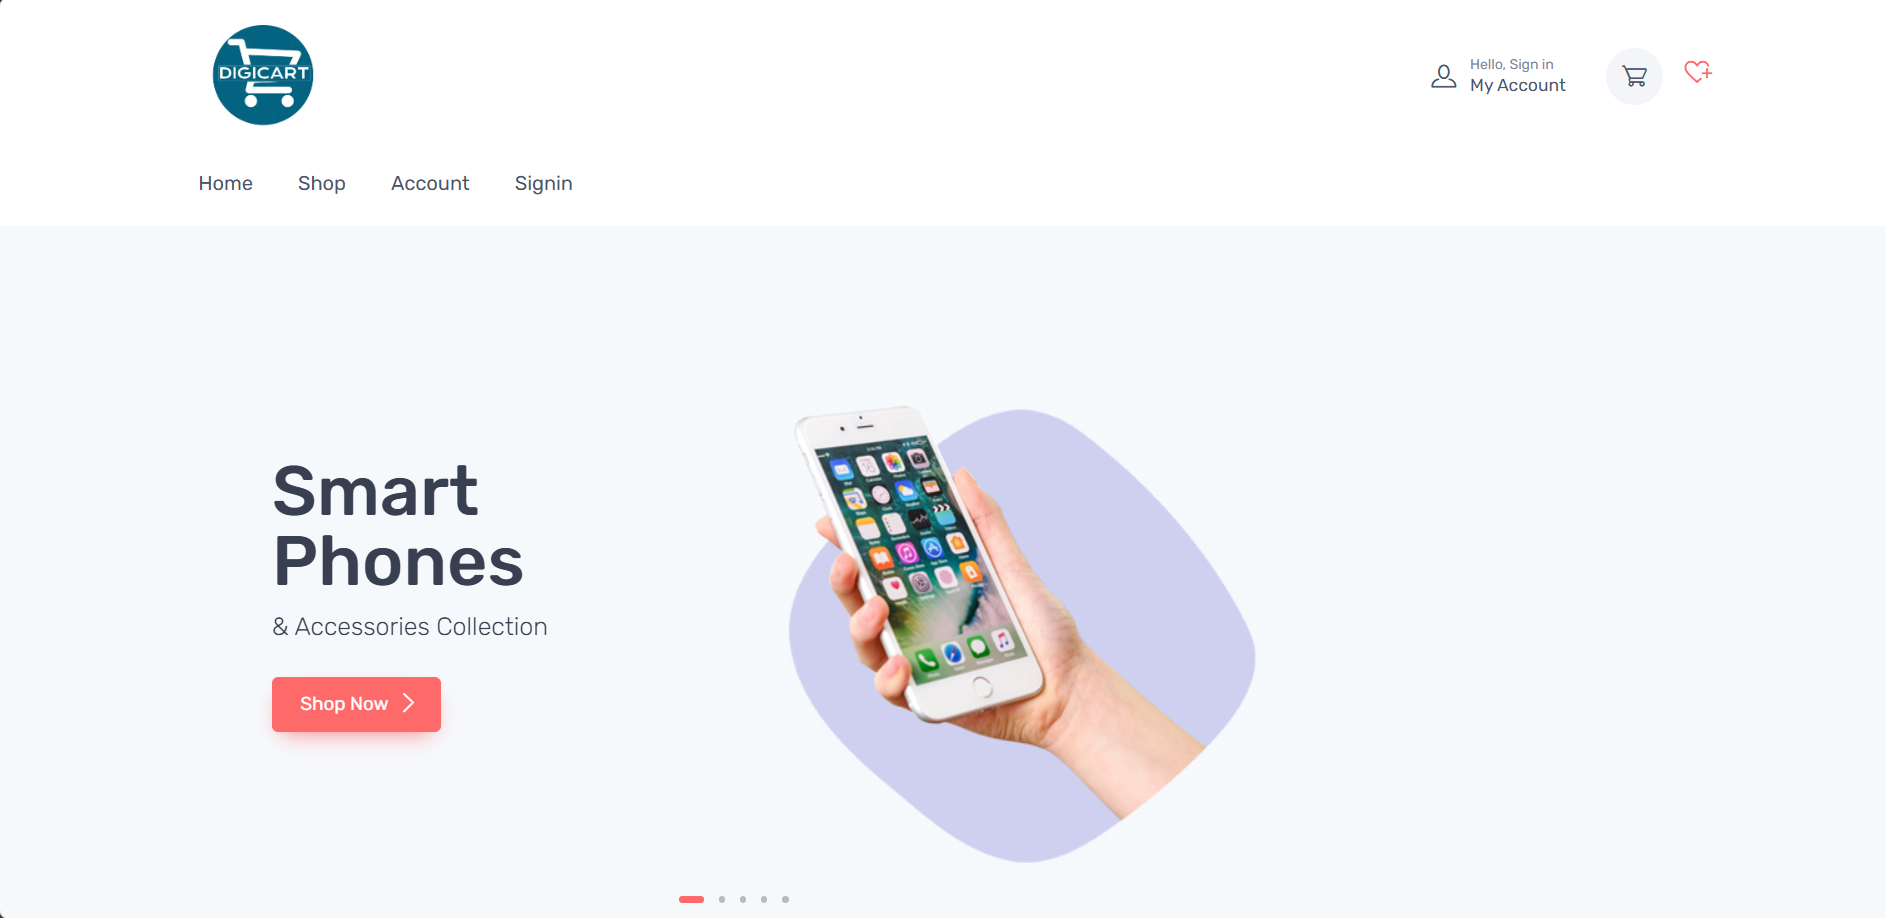 DIGICART
Hello, Sign in
My Account
Home Shop Account Signin
Smart
Phones
& Accessories Collection
Shop Now